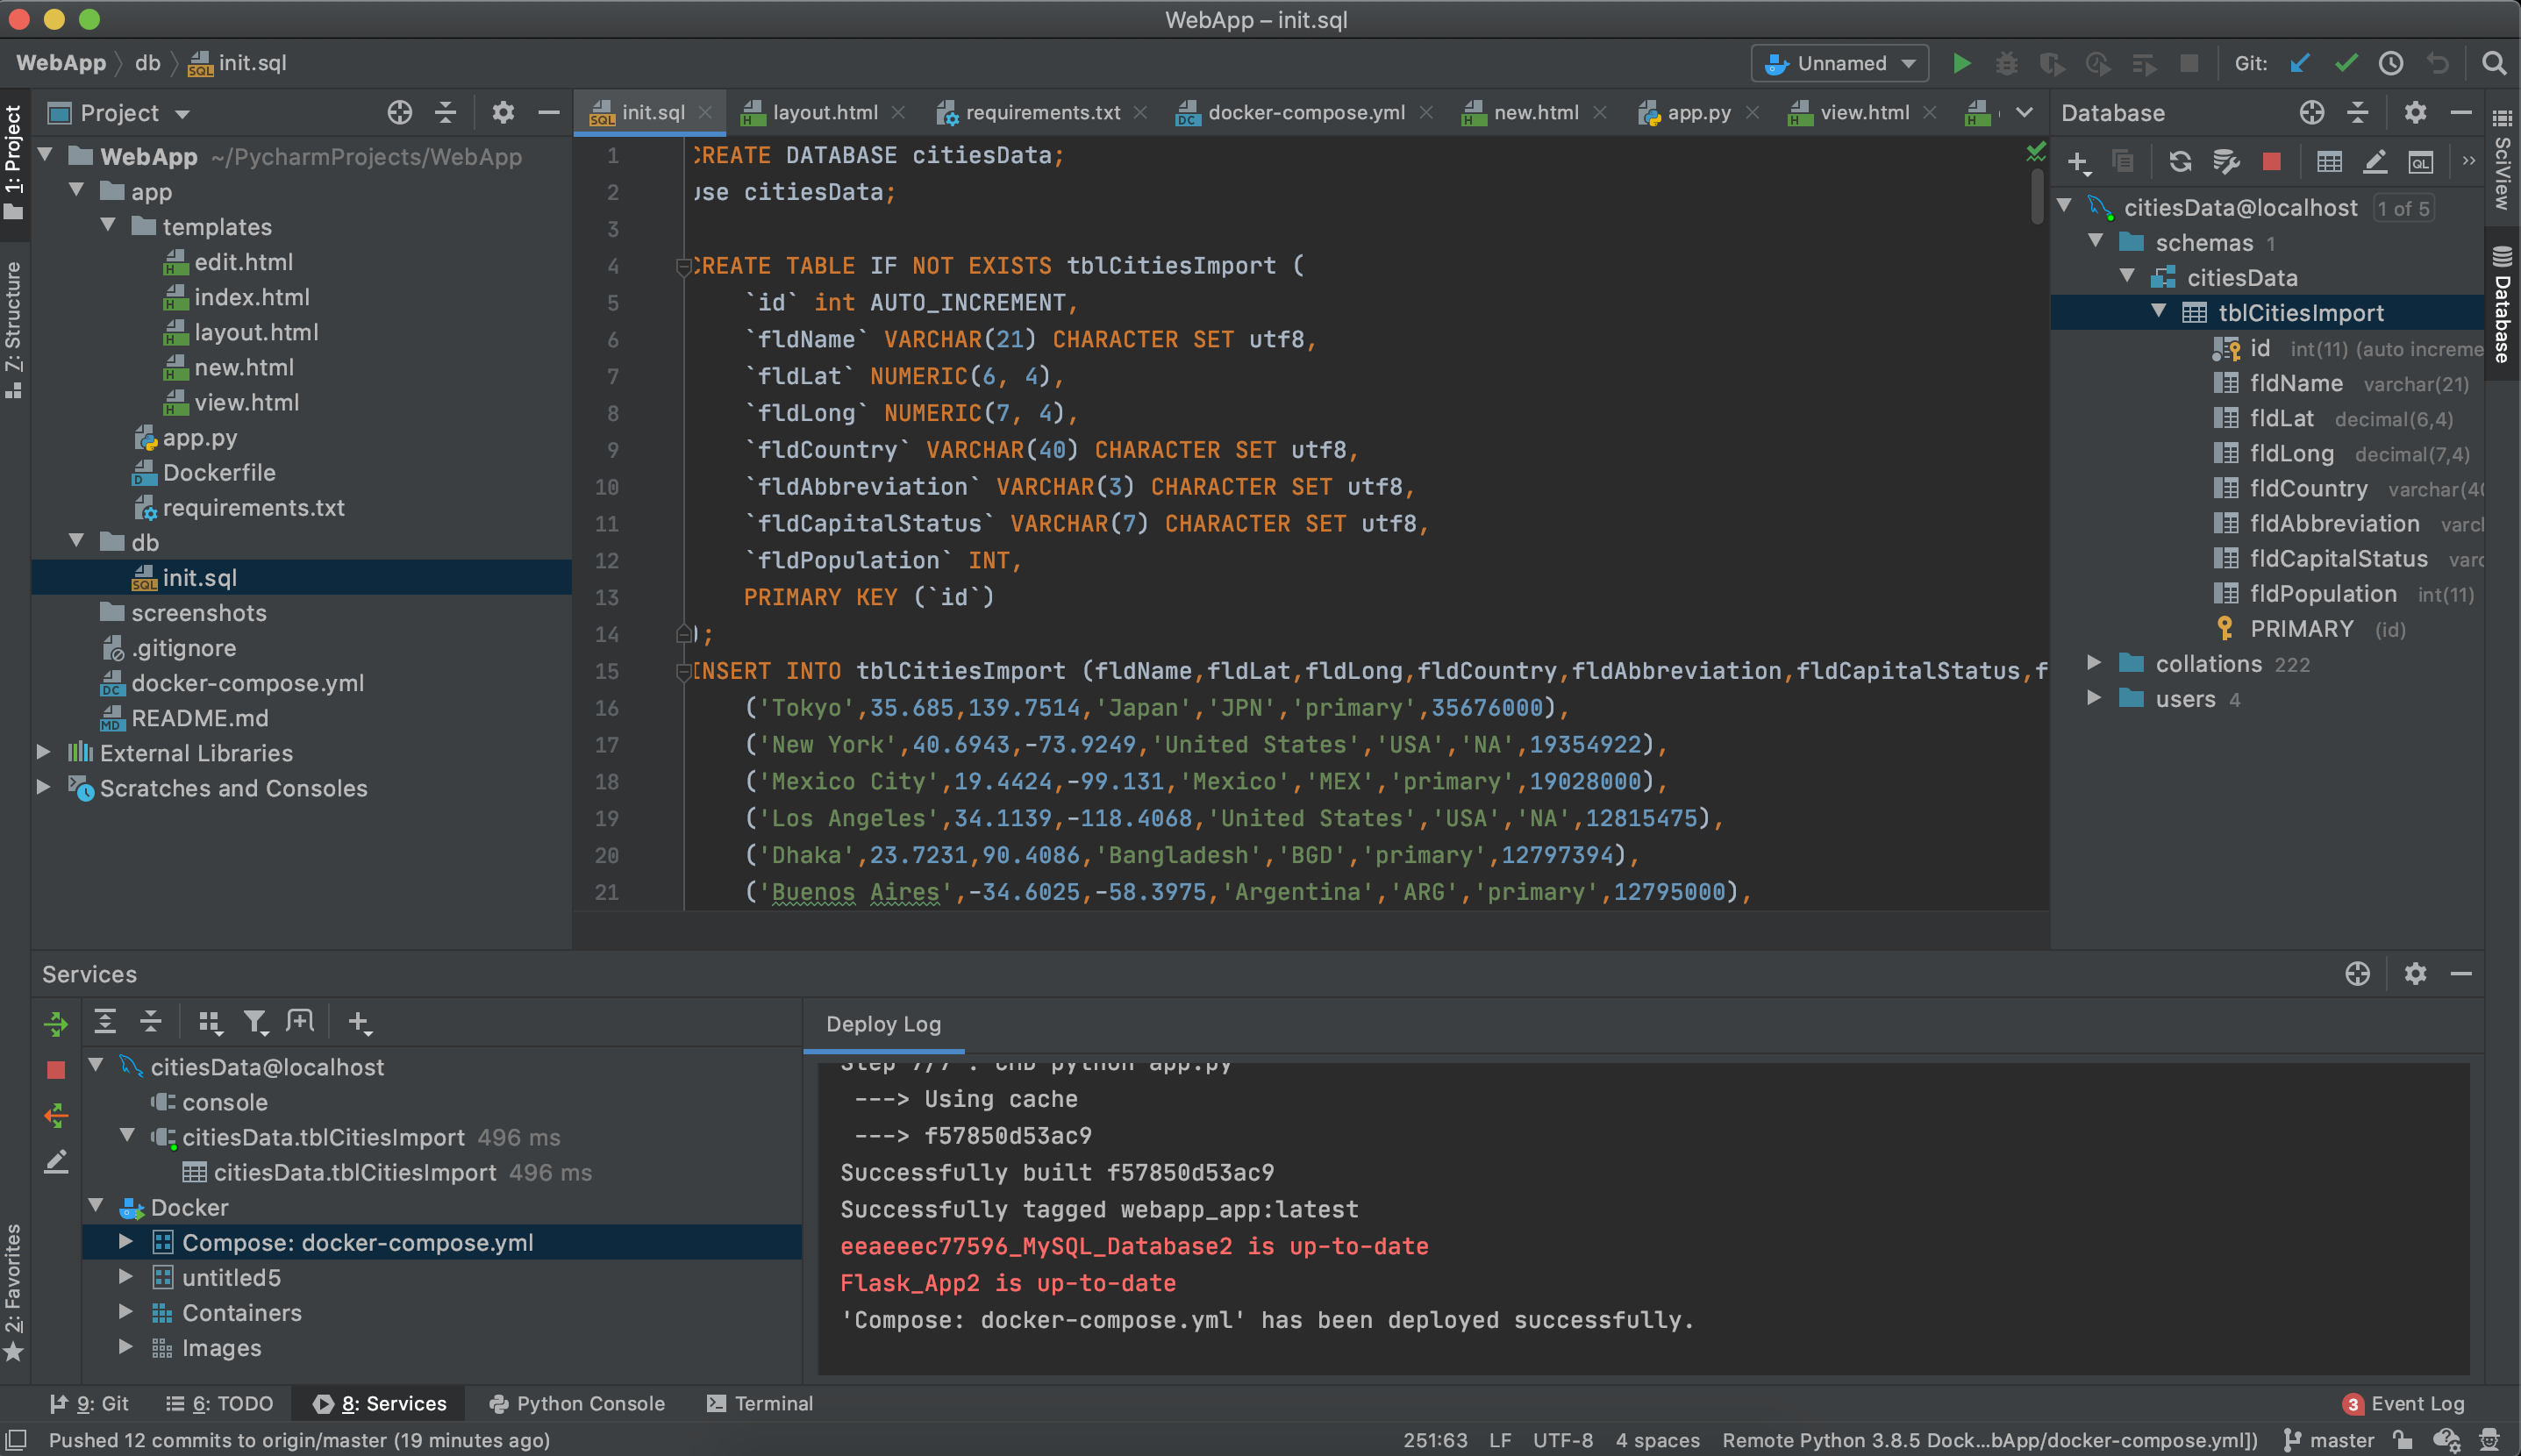 WebApp – init.sql
WebApp db init.sql
Unnamed
Git:
1: Project
7: Structure
2: Favorites
Project
WebApp ~/PycharmProjects/WebApp
app
templates
edit.html
index.html
layout.html
new.html
view.html
app.py
Dockerfile
requirements.txt
db
init.sql
screenshots
.gitignore
docker-compose.yml
README.md
External Libraries
Scratches and Consoles
init.sql layout.html requirements.txt docker-compose.yml new.html app.py view.html
1 CREATE DATABASE citiesData;
2 use citiesData;
3
4 CREATE TABLE IF NOT EXISTS tblCitiesImport (
5 `id` int AUTO_INCREMENT,
6 `fldName` VARCHAR(21) CHARACTER SET utf8,
7 `fldLat` NUMERIC(6, 4),
8 `fldLong` NUMERIC(7, 4),
9 `fldCountry` VARCHAR(40) CHARACTER SET utf8,
10 `fldAbbreviation` VARCHAR(3) CHARACTER SET utf8,
11 `fldCapitalStatus` VARCHAR(7) CHARACTER SET utf8,
12 `fldPopulation` INT,
13 PRIMARY KEY (`id`)
14 );
15 INSERT INTO tblCitiesImport (fldName,fldLat,fldLong,fldCountry,fldAbbreviation,fldCapitalStatus,f
16 ('Tokyo',35.685,139.7514,'Japan','JPN','primary',35676000),
17 ('New York',40.6943,-73.9249,'United States','USA','NA',19354922),
18 ('Mexico City',19.4424,-99.131,'Mexico','MEX','primary',19028000),
19 ('Los Angeles',34.1139,-118.4068,'United States','USA','NA',12815475),
20 ('Dhaka',23.7231,90.4086,'Bangladesh','BGD','primary',12797394),
21 ('Buenos Aires',-34.6025,-58.3975,'Argentina','ARG','primary',12795000),
Database
citiesData@localhost 1 of 5
schemas 1
citiesData
tblCitiesImport
id int(11) (auto increme
fldName varchar(21)
fldLat decimal(6,4)
fldLong decimal(7,4)
fldCountry varchar(40
fldAbbreviation varc
fldCapitalStatus varc
fldPopulation int(11)
PRIMARY (id)
collations 222
users 4
SciView
Database
Services
citiesData@localhost
console
citiesData.tblCitiesImport 496 ms
citiesData.tblCitiesImport 496 ms
Docker
Compose: docker-compose.yml
untitled5
Containers
Images
Deploy Log
Step 7/7 : CMD python app.py
---> Using cache
---> f57850d53ac9
Successfully built f57850d53ac9
Successfully tagged webapp_app:latest
eeaeeec77596_MySQL_Database2 is up-to-date
Flask_App2 is up-to-date
'Compose: docker-compose.yml' has been deployed successfully.
9: Git 6: TODO 8: Services Python Console Terminal 3 Event Log
Pushed 12 commits to origin/master (19 minutes ago) 251:63 LF UTF-8 4 spaces Remote Python 3.8.5 Dock...bApp/docker-compose.yml]) master